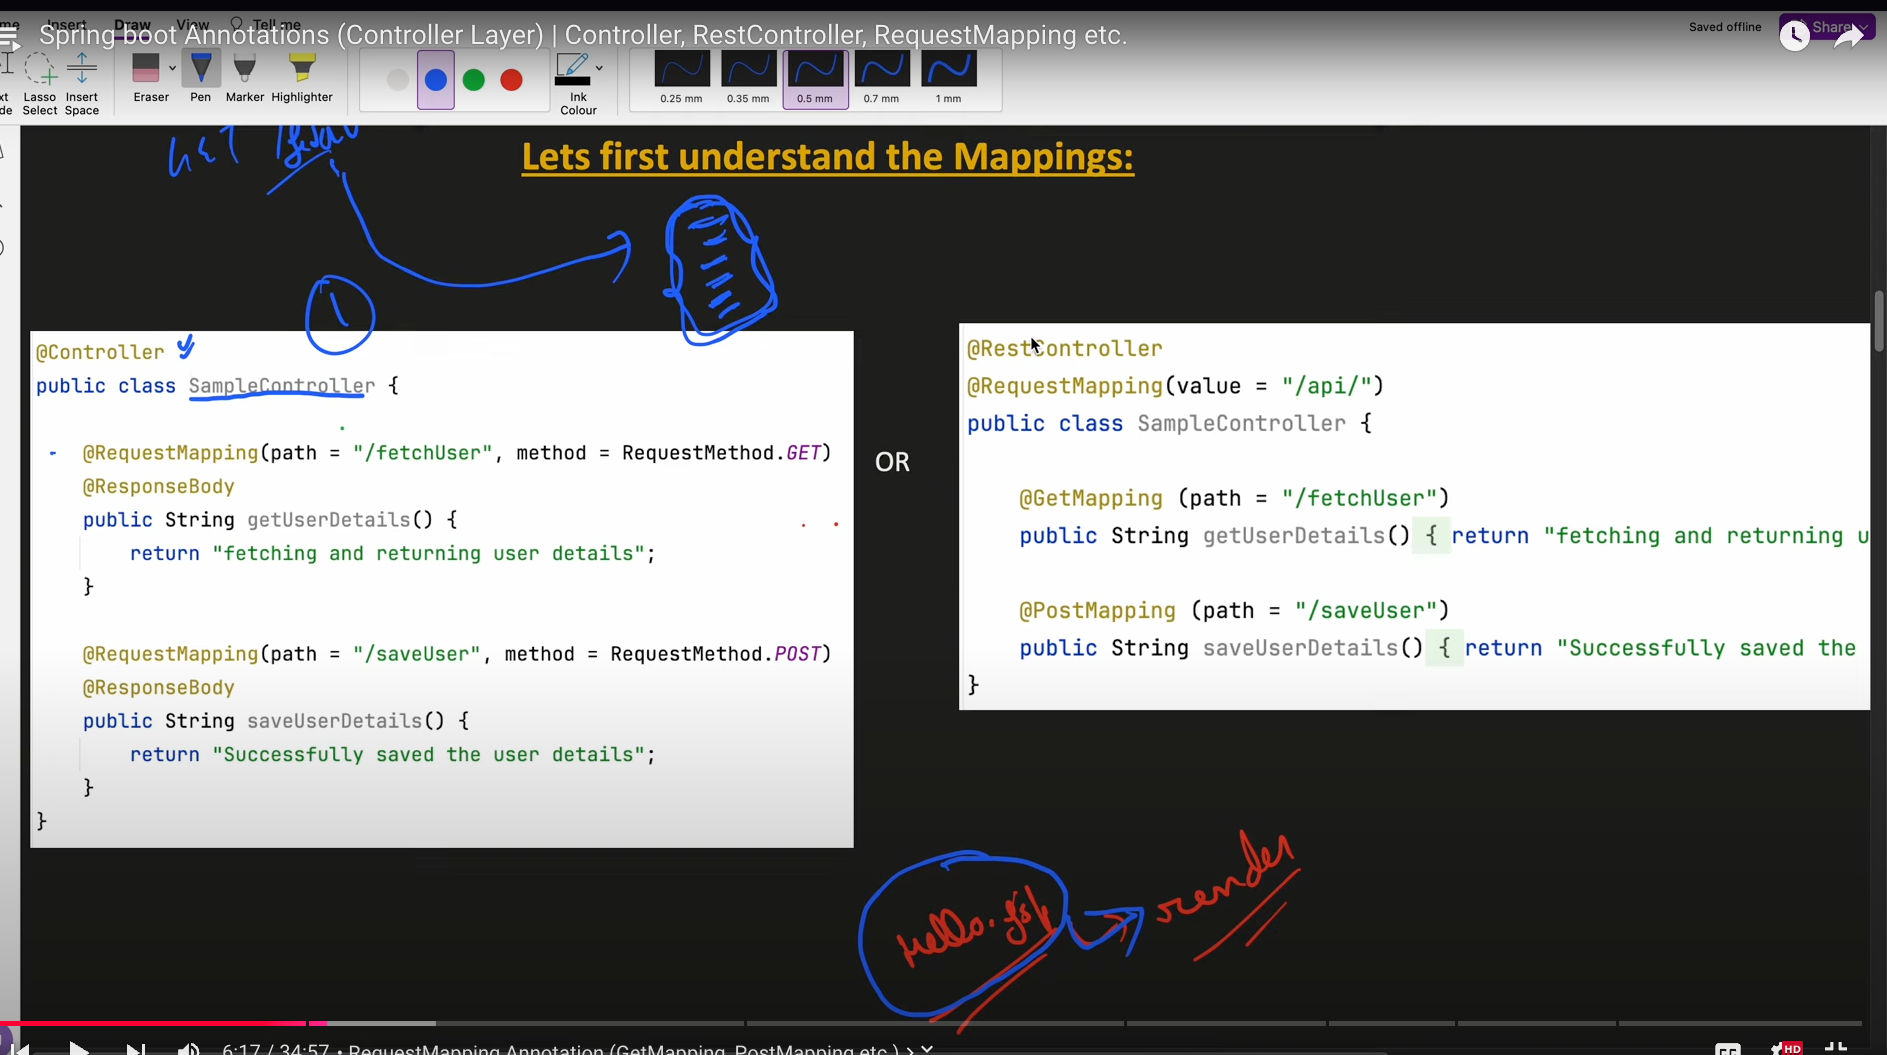 Insert Draw View Tell me
Spring boot Annotations (Controller Layer) | Controller, RestController, RequestMapping etc.
Saved offline
Share
Lasso Select
Insert Space
Eraser
Pen
Marker
Highlighter
Ink Colour
0.25 mm
0.35 mm
0.5 mm
0.7 mm
1 mm
GET
Lets first understand the Mappings:
1
@Controller
public class SampleController {
@RequestMapping(path = "/fetchUser", method = RequestMethod.GET)
@ResponseBody
public String getUserDetails() {
return "fetching and returning user details";
}
@RequestMapping(path = "/saveUser", method = RequestMethod.POST)
@ResponseBody
public String saveUserDetails() {
return "Successfully saved the user details";
}
}
OR
@RestController
@RequestMapping(value = "/api/")
public class SampleController {
@GetMapping (path = "/fetchUser")
public String getUserDetails() { return "fetching and returning u
@PostMapping (path = "/saveUser")
public String saveUserDetails() { return "Successfully saved the
}
hello.jsp
render
6:17 / 34:57 • RequestMapping Annotation (GetMapping, PostMapping etc.)
CC
HD